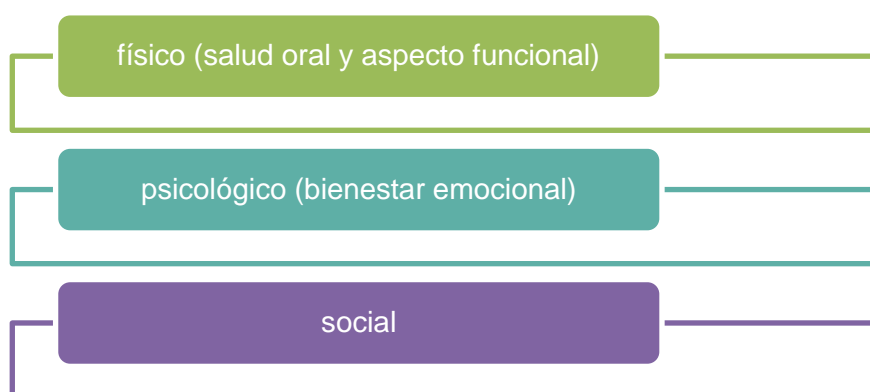 físico (salud oral y aspecto funcional)
psicológico (bienestar emocional)
social